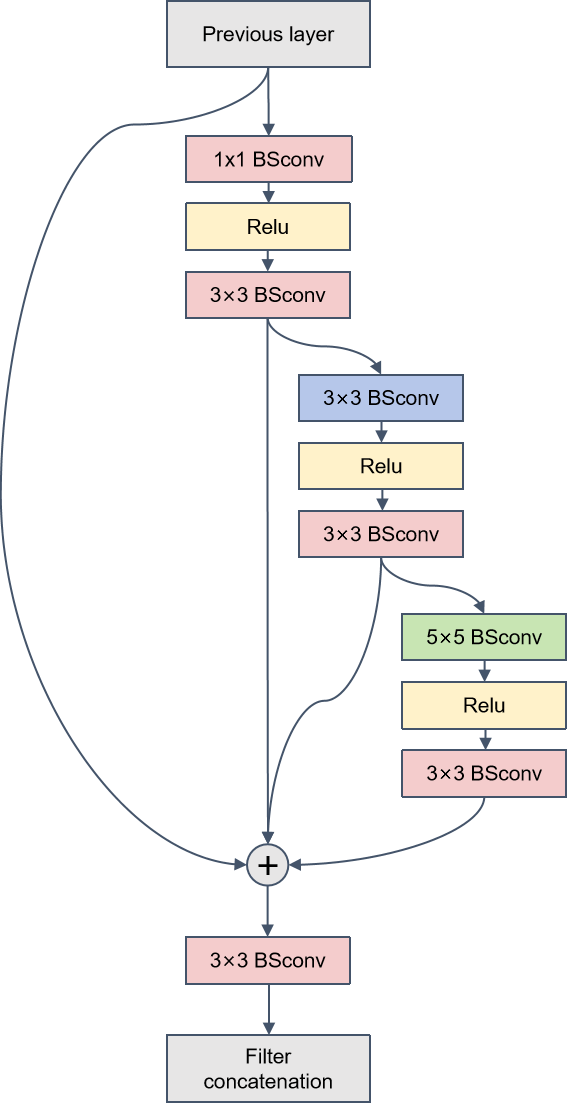 Previous layer
1x1 BSconv
Relu
3×3 BSconv
3×3 BSconv
Relu
3×3 BSconv
5×5 BSconv
Relu
3×3 BSconv
+
3×3 BSconv
Filter
concatenation